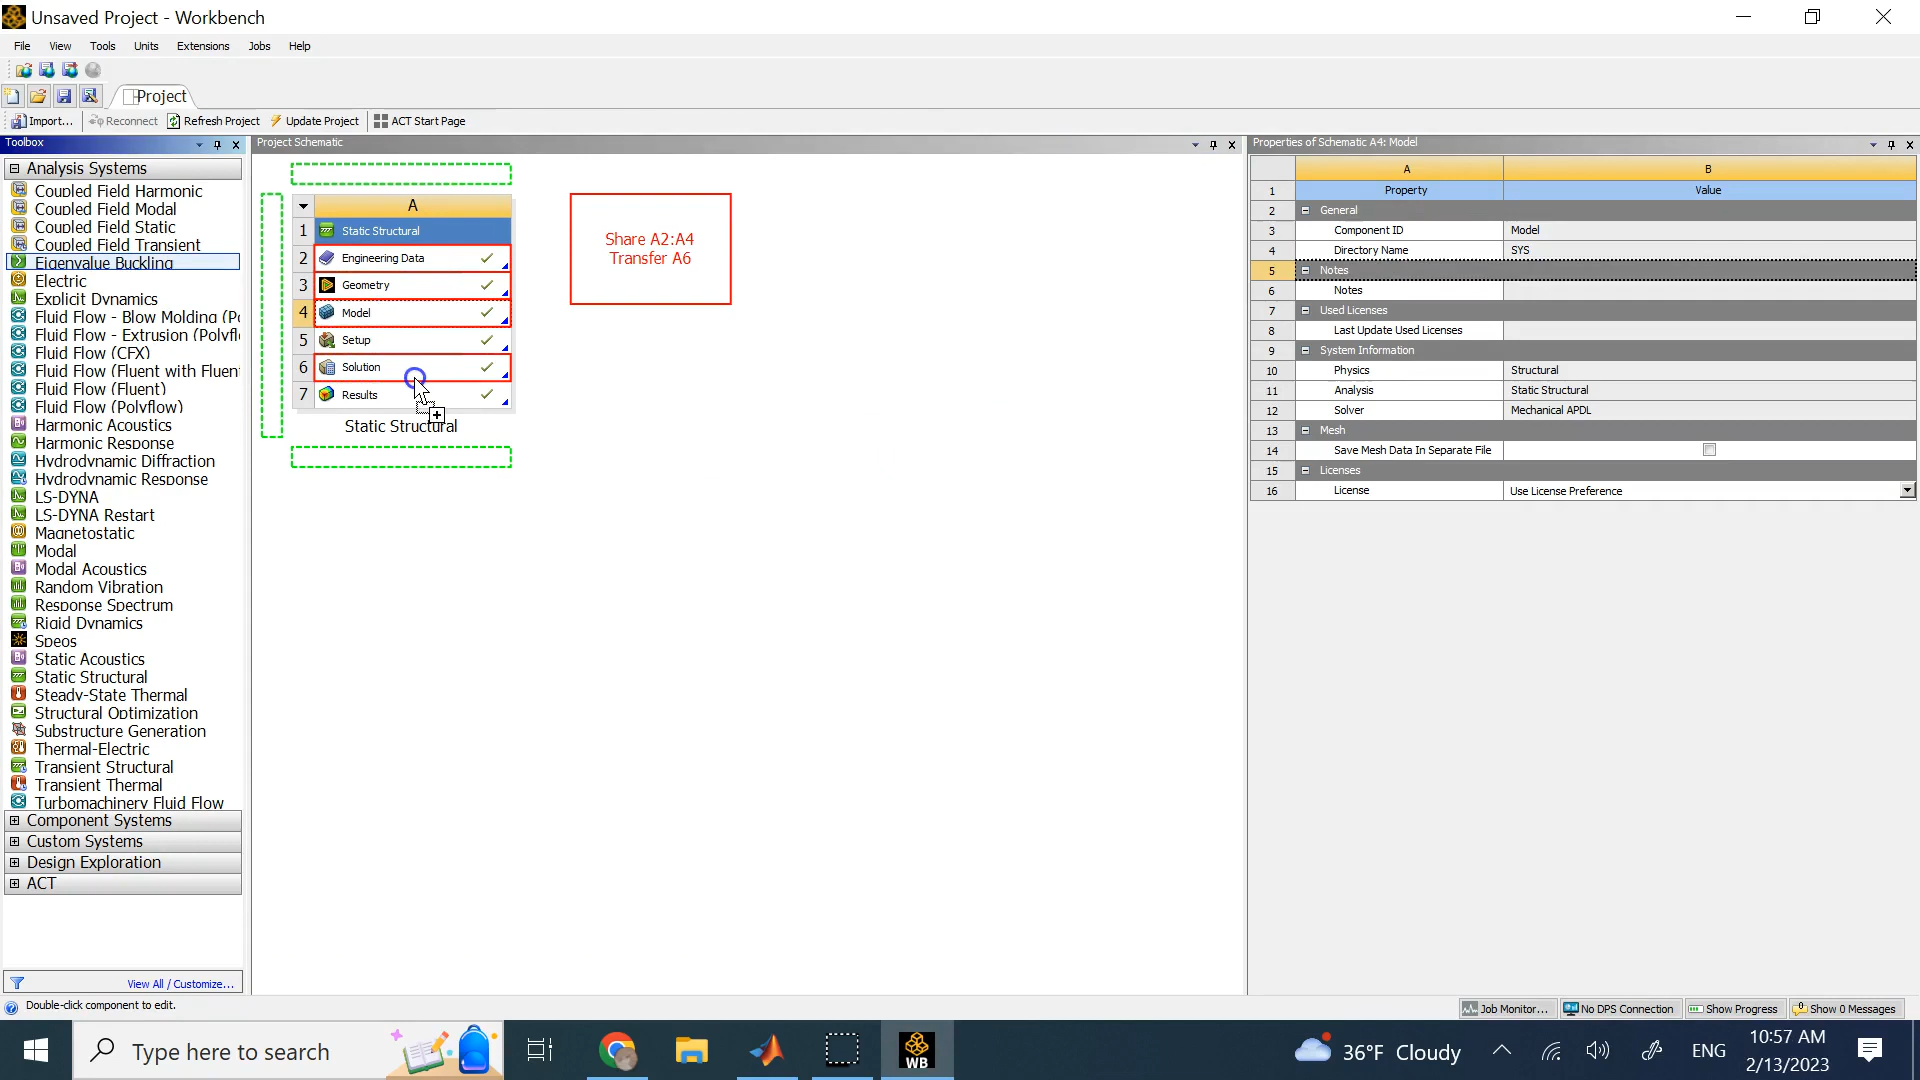 Unsaved Project - Workbench
File View Tools Units Extensions Jobs Help
Project
Import... Reconnect Refresh Project Update Project ACT Start Page
Toolbox
Analysis Systems
Coupled Field Harmonic
Coupled Field Modal
Coupled Field Static
Coupled Field Transient
Eigenvalue Buckling
Electric
Explicit Dynamics
Fluid Flow - Blow Molding (Po
Fluid Flow - Extrusion (Polyfl
Fluid Flow (CFX)
Fluid Flow (Fluent with Fluen
Fluid Flow (Fluent)
Fluid Flow (Polyflow)
Harmonic Acoustics
Harmonic Response
Hydrodynamic Diffraction
Hydrodynamic Response
LS-DYNA
LS-DYNA Restart
Magnetostatic
Modal
Modal Acoustics
Random Vibration
Response Spectrum
Rigid Dynamics
Speos
Static Acoustics
Static Structural
Steady-State Thermal
Structural Optimization
Substructure Generation
Thermal-Electric
Transient Structural
Transient Thermal
Turbomachinery Fluid Flow
Component Systems
Custom Systems
Design Exploration
ACT
View All / Customize...
Project Schematic
A
1 Static Structural
2 Engineering Data
3 Geometry
4 Model
5 Setup
6 Solution
7 Results
Static Structural
Share A2:A4
Transfer A6
Properties of Schematic A4: Model
A B
1 Property Value
2 General
3 Component ID Model
4 Directory Name SYS
5 Notes
6 Notes
7 Used Licenses
8 Last Update Used Licenses
9 System Information
10 Physics Structural
11 Analysis Static Structural
12 Solver Mechanical APDL
13 Mesh
14 Save Mesh Data In Separate File
15 Licenses
16 License Use License Preference
Double-click component to edit.
Job Monitor... No DPS Connection Show Progress Show 0 Messages
Type here to search
WB
36°F Cloudy
ENG
10:57 AM
2/13/2023